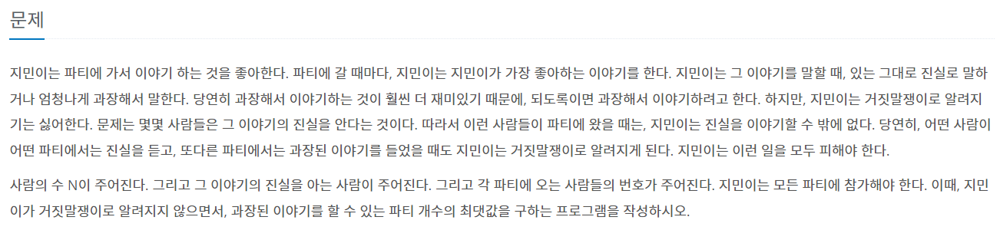 문제
지민이는 파티에 가서 이야기 하는 것을 좋아한다. 파티에 갈 때마다, 지민이는 지민이가 가장 좋아하는 이야기를 한다. 지민이는 그 이야기를 말할 때, 있는 그대로 진실로 말하
거나 엄청나게 과장해서 말한다. 당연히 과장해서 이야기하는 것이 훨씬 더 재미있기 때문에, 되도록이면 과장해서 이야기하려고 한다. 하지만, 지민이는 거짓말쟁이로 알려지
기는 싫어한다. 문제는 몇몇 사람들은 그 이야기의 진실을 안다는 것이다. 따라서 이런 사람들이 파티에 왔을 때는, 지민이는 진실을 이야기할 수 밖에 없다. 당연히, 어떤 사람이
어떤 파티에서는 진실을 듣고, 또다른 파티에서는 과장된 이야기를 들었을 때도 지민이는 거짓말쟁이로 알려지게 된다. 지민이는 이런 일을 모두 피해야 한다.
사람의 수 N이 주어진다. 그리고 그 이야기의 진실을 아는 사람이 주어진다. 그리고 각 파티에 오는 사람들의 번호가 주어진다. 지민이는 모든 파티에 참가해야 한다. 이때, 지민
이가 거짓말쟁이로 알려지지 않으면서, 과장된 이야기를 할 수 있는 파티 개수의 최댓값을 구하는 프로그램을 작성하시오.